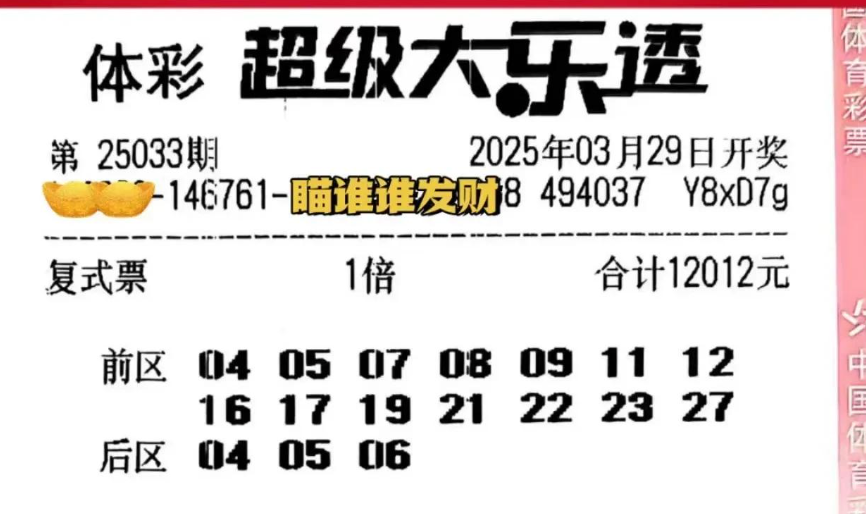 体彩 超级大乐透
第 25033期 2025年03月29日开奖
-146761- 瞄谁谁发财 8 494037 Y8xD7g
复式票 1倍 合计12012元
前区 04 05 07 08 09 11 12
16 17 19 21 22 23 27
后区 04 05 06
国体育彩票
中国体育彩